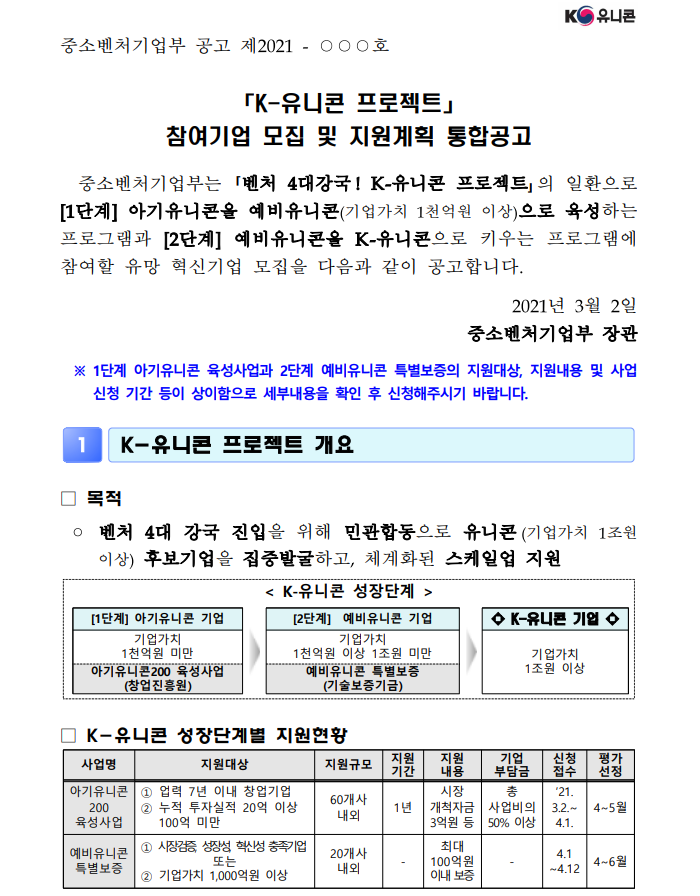 K 유니콘
중소벤처기업부 공고 제2021 - ○○○호
「K-유니콘 프로젝트」
참여기업 모집 및 지원계획 통합공고
중소벤처기업부는 「벤처 4대강국! K-유니콘 프로젝트」의 일환으로
[1단계] 아기유니콘을 예비유니콘(기업가치 1천억원 이상)으로 육성하는
프로그램과 [2단계] 예비유니콘을 K-유니콘으로 키우는 프로그램에
참여할 유망 혁신기업 모집을 다음과 같이 공고합니다.
2021년 3월 2일
중소벤처기업부 장관
※ 1단계 아기유니콘 육성사업과 2단계 예비유니콘 특별보증의 지원대상, 지원내용 및 사업
신청 기간 등이 상이함으로 세부내용을 확인 후 신청해주시기 바랍니다.
1 K-유니콘 프로젝트 개요
□ 목적
○ 벤처 4대 강국 진입을 위해 민관합동으로 유니콘(기업가치 1조원
이상) 후보기업을 집중발굴하고, 체계화된 스케일업 지원
< K-유니콘 성장단계 >
[1단계] 아기유니콘 기업
기업가치
1천억원 미만
아기유니콘200 육성사업
(창업진흥원)
[2단계] 예비유니콘 기업
기업가치
1천억원 이상 1조원 미만
예비유니콘 특별보증
(기술보증기금)
◇ K-유니콘 기업 ◇
기업가치
1조원 이상
□ K-유니콘 성장단계별 지원현황
사업명 지원대상 지원규모 지원 기간 지원 내용 기업 부담금 신청 접수 평가 선정
아기유니콘
200
육성사업
① 업력 7년 이내 창업기업
② 누적 투자실적 20억 이상
100억 미만
60개사
내외
1년
시장
개척자금
3억원 등
총
사업비의
50% 이상
'21.
3.2.~
4.1.
4~5월
예비유니콘
특별보증
① 시장검증, 성장성, 혁신성 충족기업
또는
② 기업가치 1,000억원 이상
20개사
내외
-
최대
100억원
이내 보증
-
4.1
~4.12
4~6월